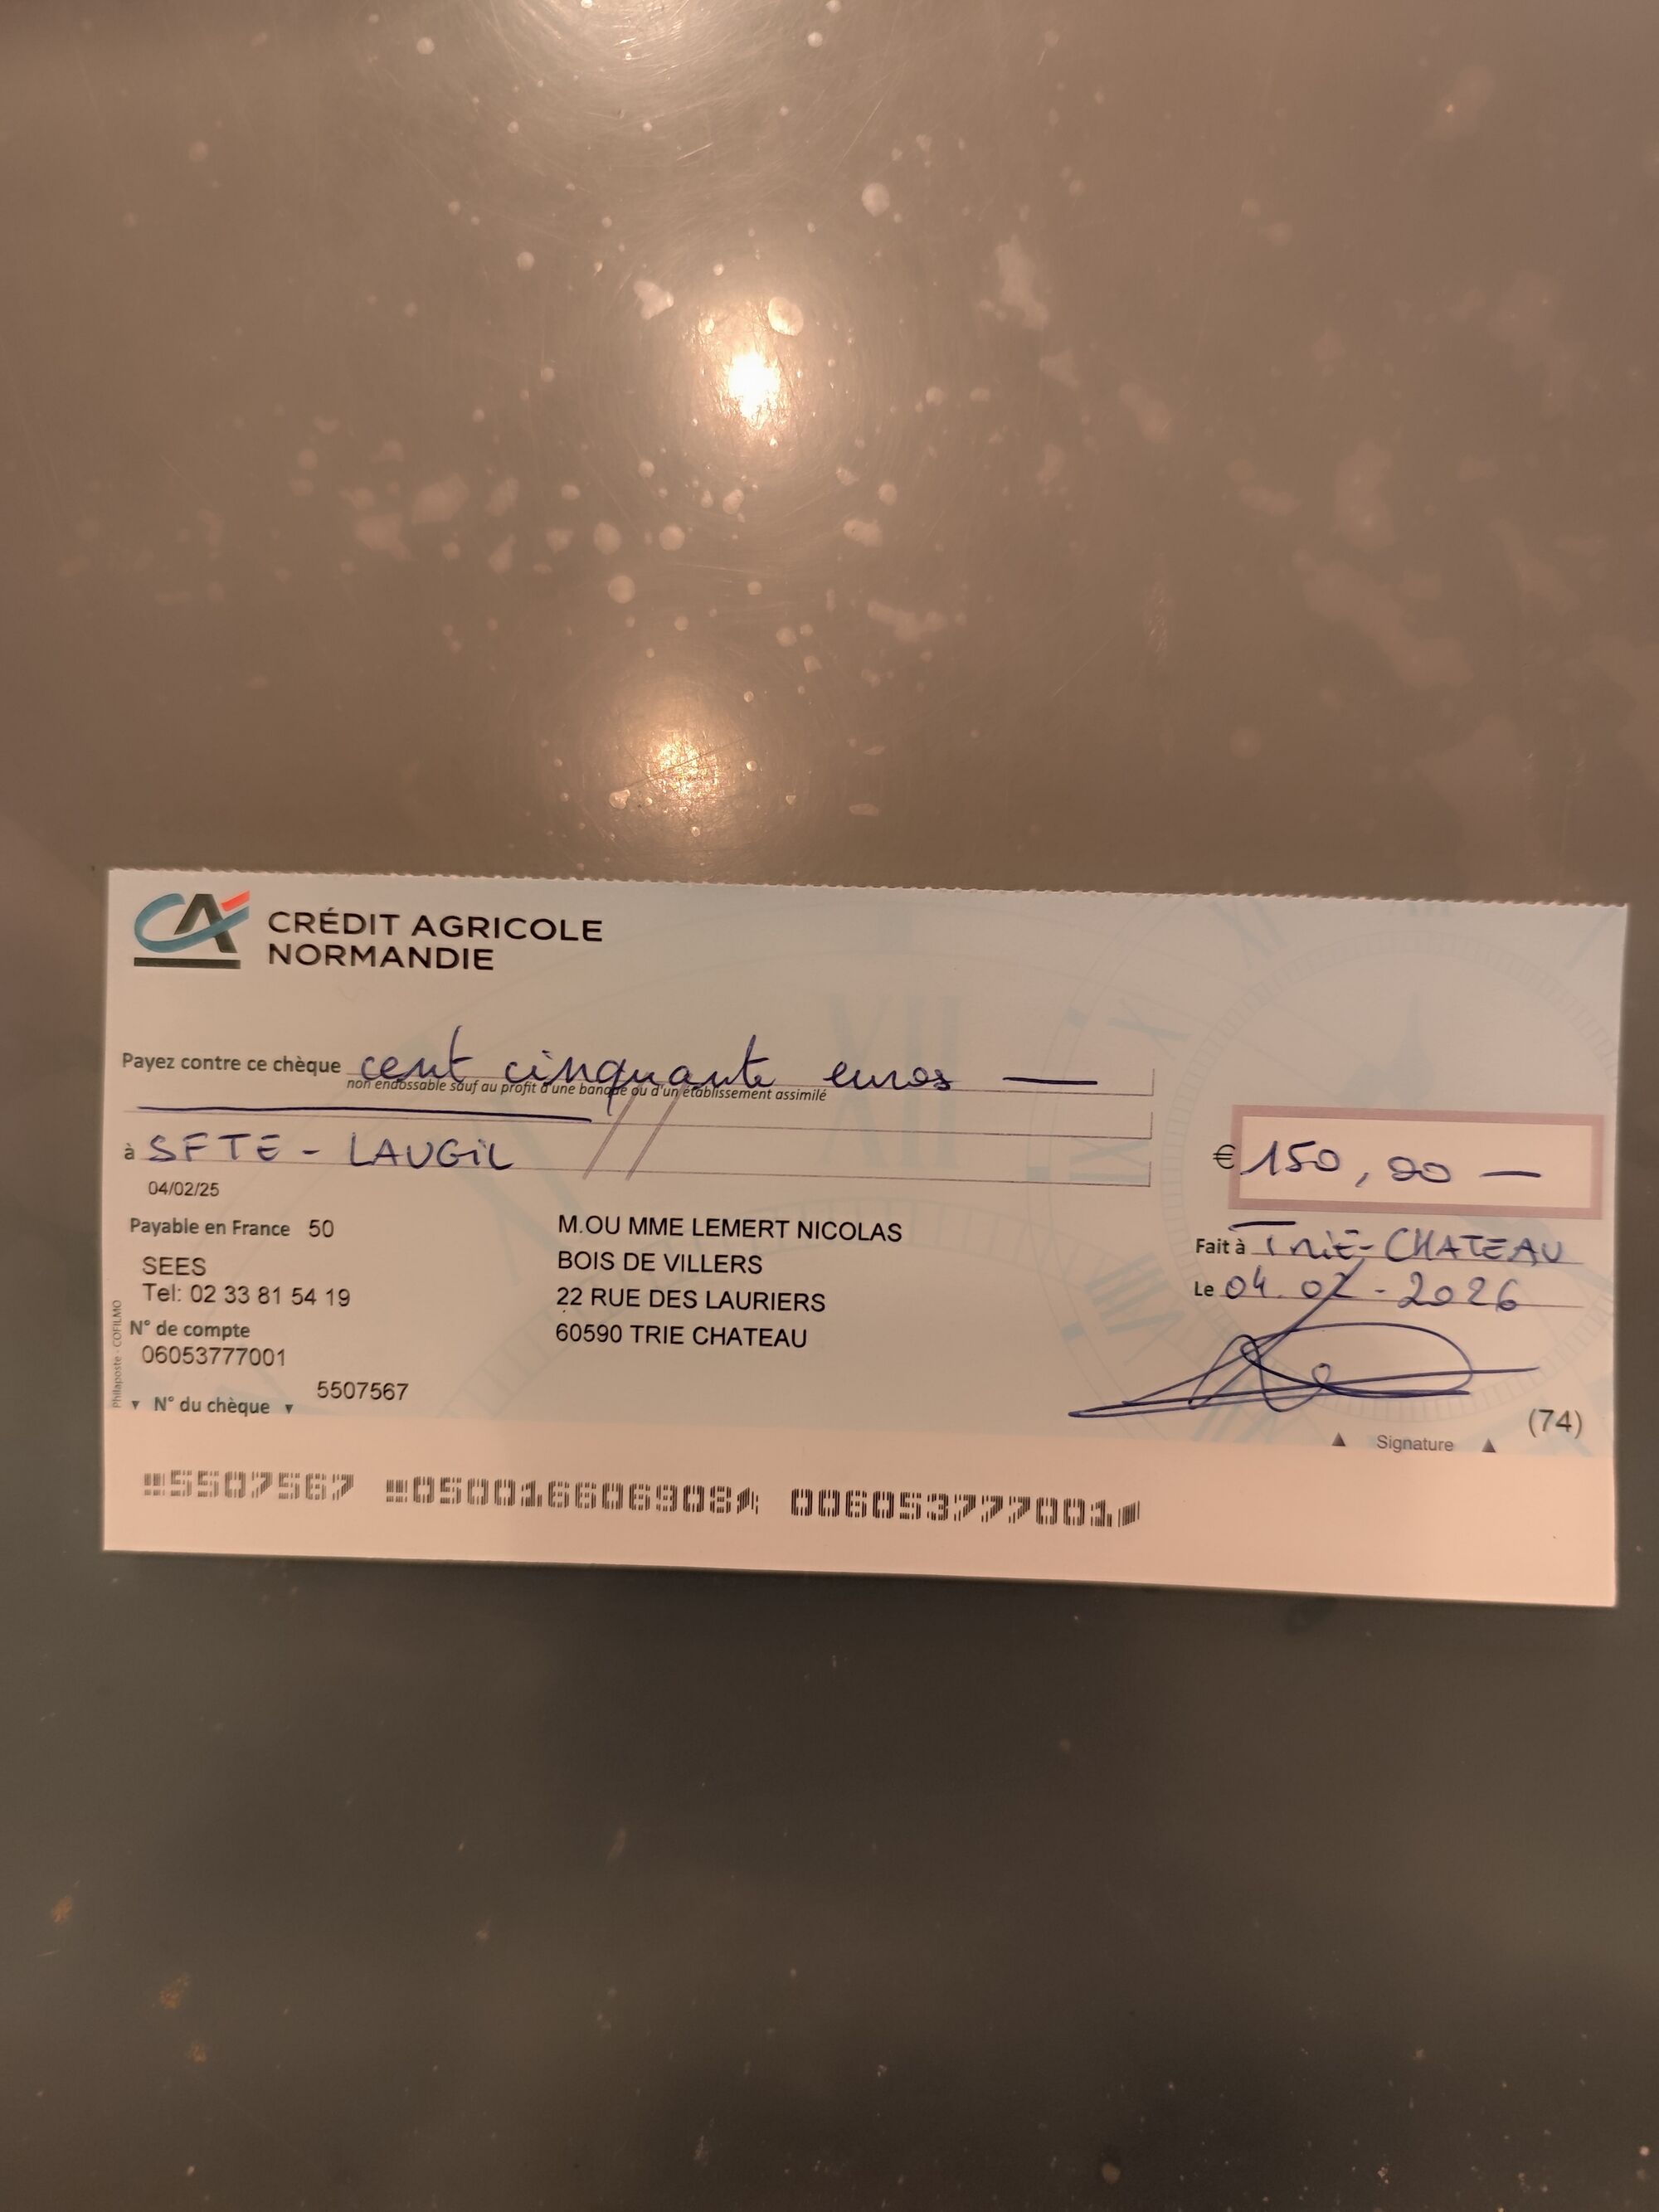 CRÉDIT AGRICOLE
NORMANDIE
Payez contre ce chèque cent cinquante euros —
non endossable sauf au profit d'une banque ou d'un établissement assimilé
à SFTE - LAUGIL
€ 150,00 —
04/02/25
Payable en France 50
SEES
Tel: 02 33 81 54 19
N° de compte
06053777001
5507567
N° du chèque
M.OU MME LEMERT NICOLAS
BOIS DE VILLERS
22 RUE DES LAURIERS
60590 TRIE CHATEAU
Fait à TRIE-CHATEAU
Le 04.02-2026
Signature
(74)
Philaposte - COFILMO
5507567 050016606908 006053777001